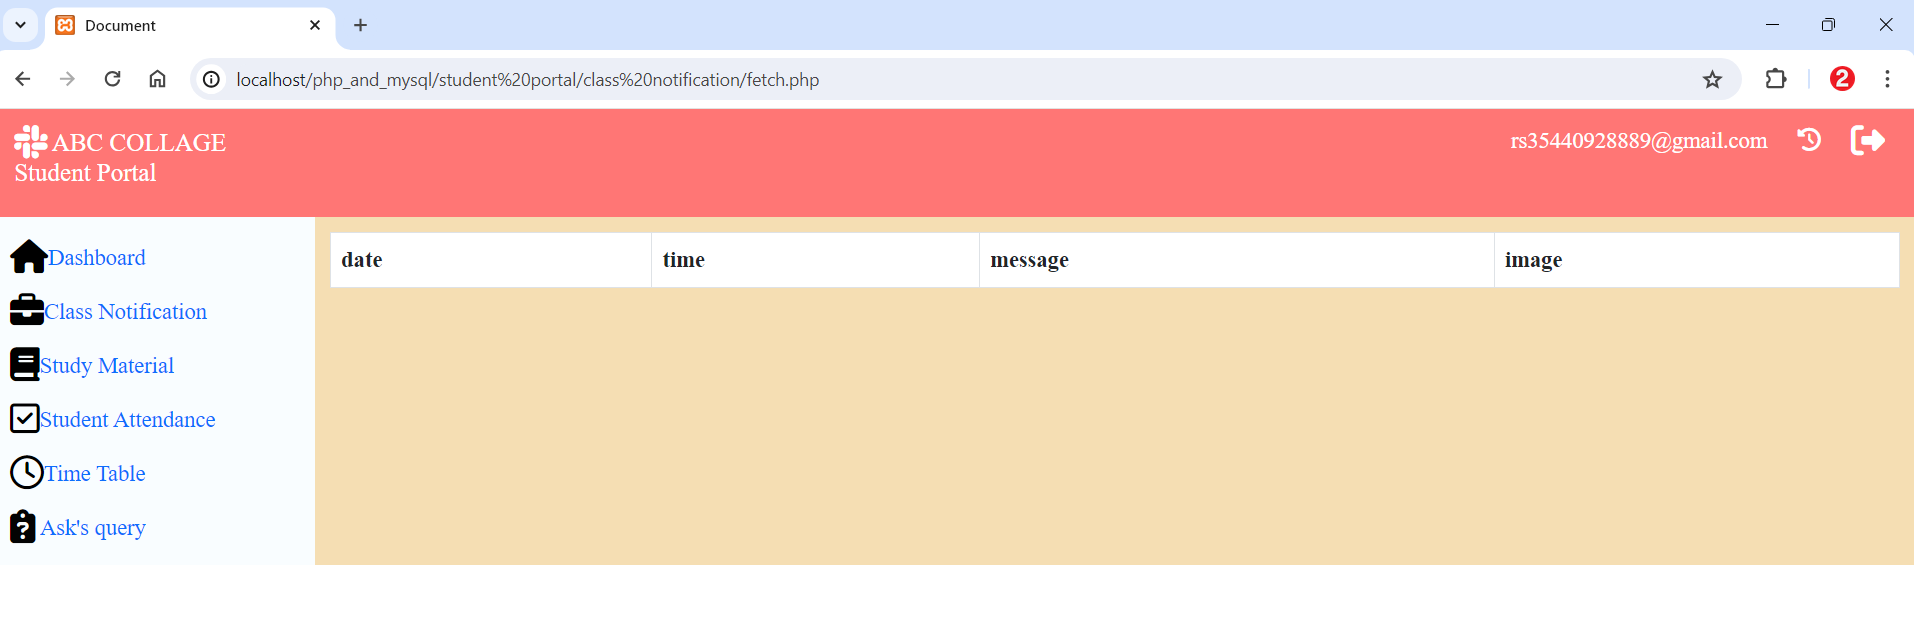 Document
localhost/php_and_mysql/student%20portal/class%20notification/fetch.php
2
ABC COLLAGE
Student Portal
rs35440928889@gmail.com
Dashboard
Class Notification
Study Material
Student Attendance
Time Table
Ask's query
date time message image